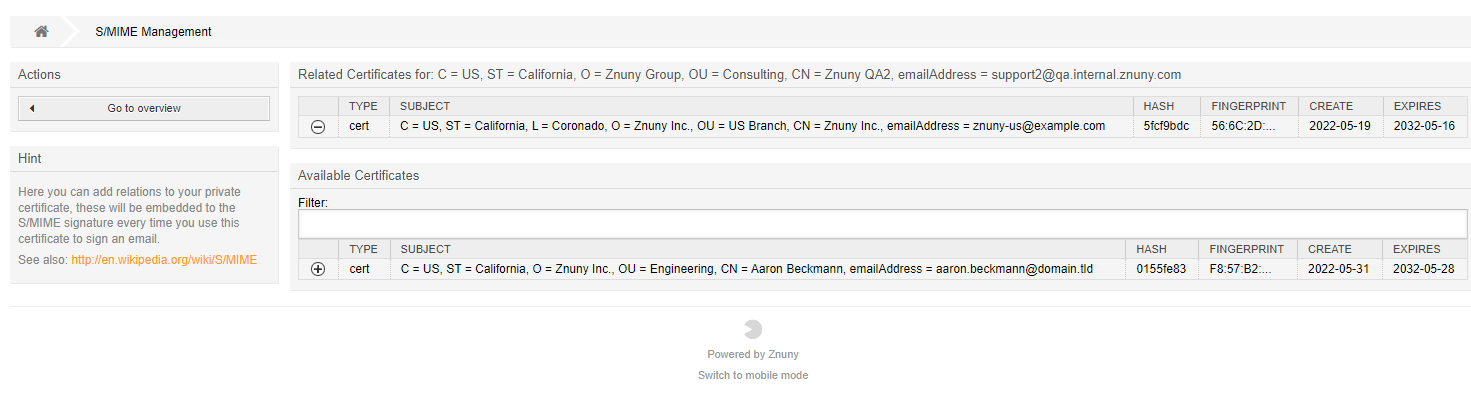 S/MIME Management
Actions
Go to overview
Hint
Here you can add relations to your private
certificate, these will be embedded to the
S/MIME signature every time you use this
certificate to sign an email.
See also: http://en.wikipedia.org/wiki/S/MIME
Related Certificates for: C = US, ST = California, O = Znuny Group, OU = Consulting, CN = Znuny QA2, emailAddress = support2@qa.internal.znuny.com
TYPE SUBJECT HASH FINGERPRINT CREATE EXPIRES
cert C = US, ST = California, L = Coronado, O = Znuny Inc., OU = US Branch, CN = Znuny Inc., emailAddress = znuny-us@example.com 5fcf9bdc 56:6C:2D:... 2022-05-19 2032-05-16
Available Certificates
Filter:
TYPE SUBJECT HASH FINGERPRINT CREATE EXPIRES
cert C = US, ST = California, O = Znuny Inc., OU = Engineering, CN = Aaron Beckmann, emailAddress = aaron.beckmann@domain.tld 0155fe83 F8:57:B2:... 2022-05-31 2032-05-28
Powered by Znuny
Switch to mobile mode